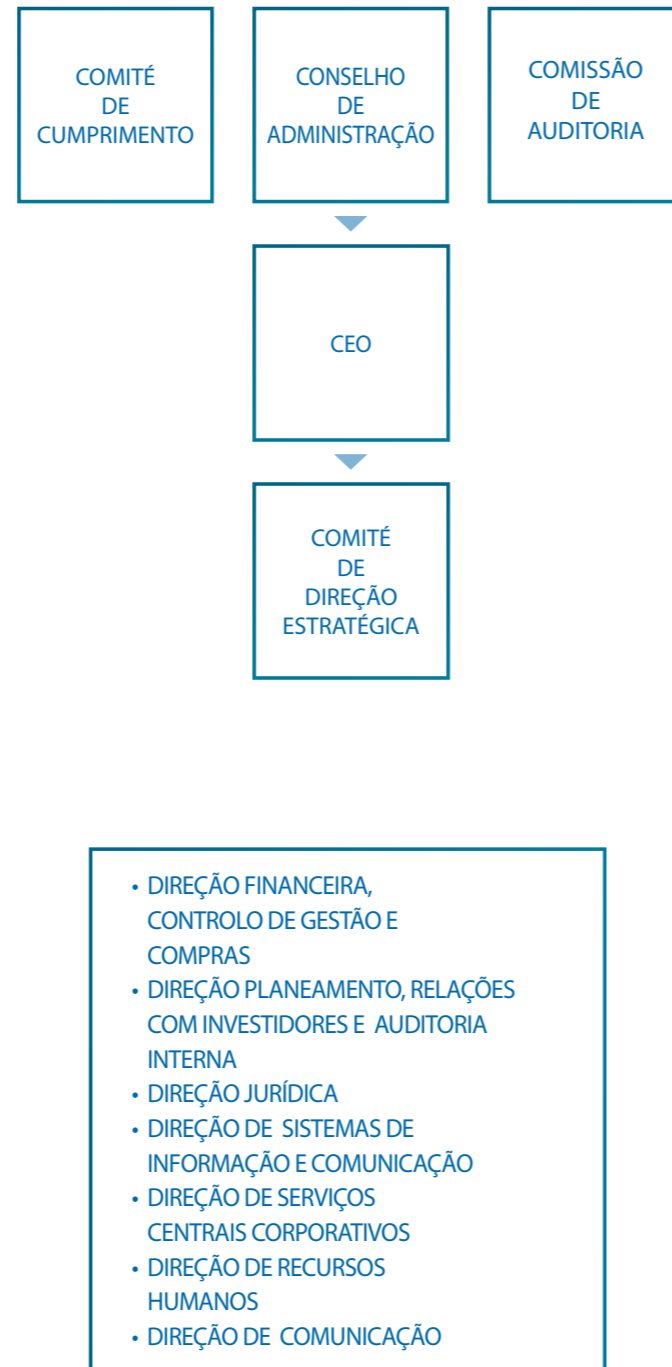 COMITÉ
DE
CUMPRIMENTO
CONSELHO
DE
ADMINISTRAÇÃO
COMISSÃO
DE
AUDITORIA
CEO
COMITÉ
DE
DIREÇÃO
ESTRATÉGICA
• DIREÇÃO FINANCEIRA,
CONTROLO DE GESTÃO E
COMPRAS
• DIREÇÃO PLANEAMENTO, RELAÇÕES
COM INVESTIDORES E AUDITORIA
INTERNA
• DIREÇÃO JURÍDICA
• DIREÇÃO DE SISTEMAS DE
INFORMAÇÃO E COMUNICAÇÃO
• DIREÇÃO DE SERVIÇOS
CENTRAIS CORPORATIVOS
• DIREÇÃO DE RECURSOS
HUMANOS
• DIREÇÃO DE COMUNICAÇÃO